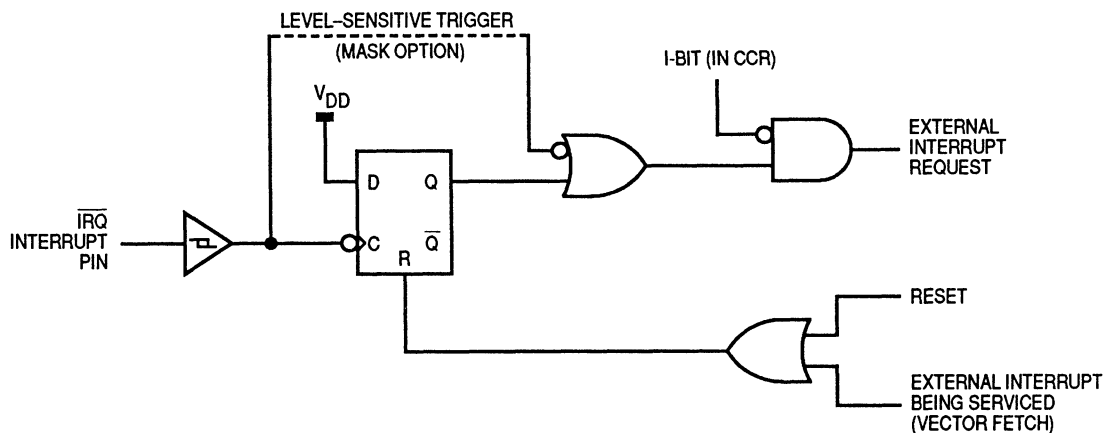 LEVEL–SENSITIVE TRIGGER
(MASK OPTION)
I-BIT (IN CCR)
VDD
EXTERNAL
INTERRUPT
REQUEST
D
Q
IRQ
INTERRUPT
PIN
C
Q
R
RESET
EXTERNAL INTERRUPT
BEING SERVICED
(VECTOR FETCH)